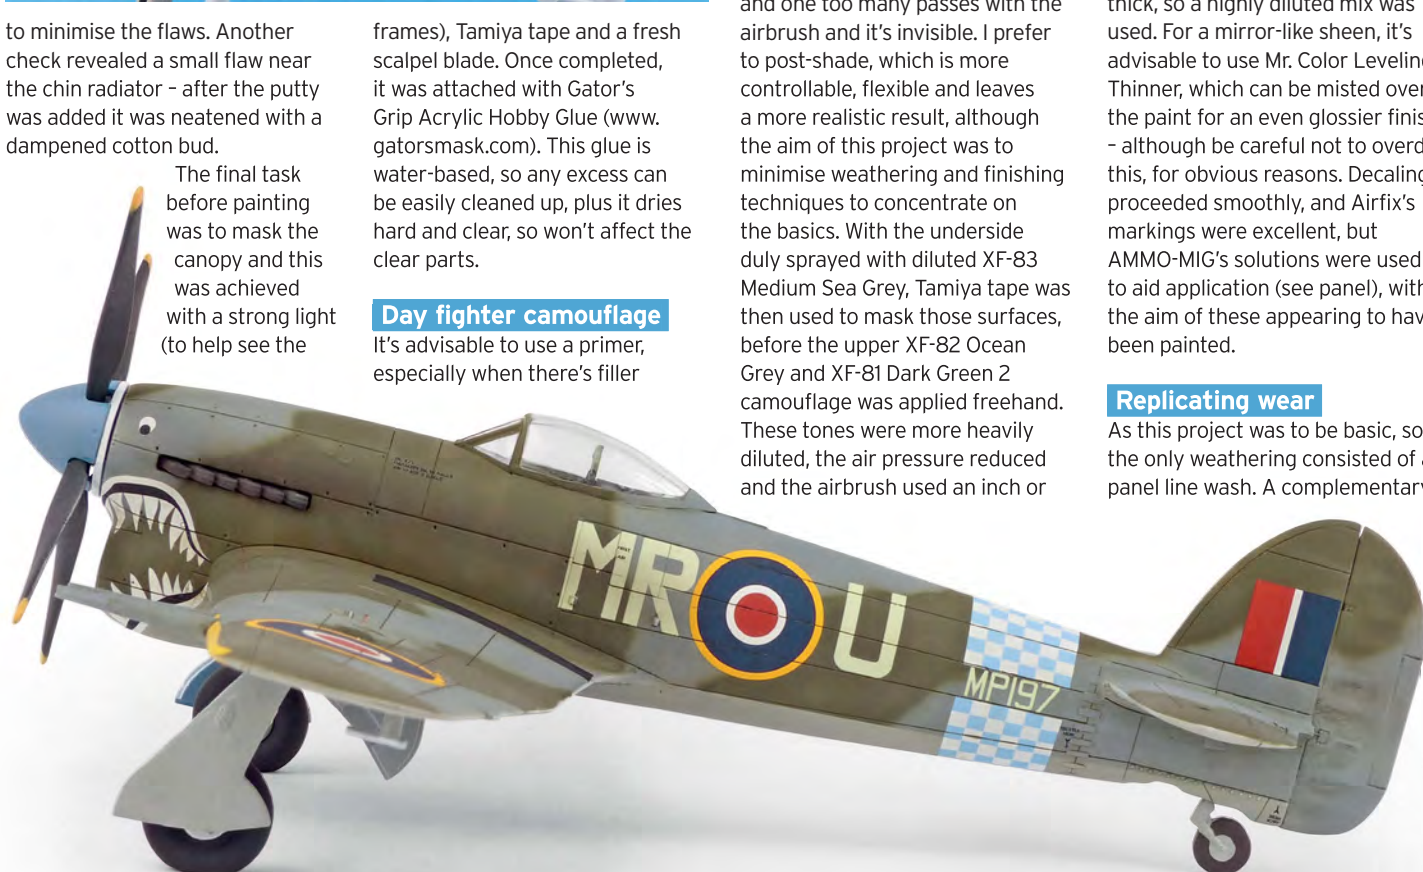 to minimise the flaws. Another
check revealed a small flaw near
the chin radiator – after the putty
was added it was neatened with a
dampened cotton bud.
The final task
before painting
was to mask the
canopy and this
was achieved
with a strong light
(to help see the
frames), Tamiya tape and a fresh
scalpel blade. Once completed,
it was attached with Gator's
Grip Acrylic Hobby Glue (www.
gatorsmask.com). This glue is
water-based, so any excess can
be easily cleaned up, plus it dries
hard and clear, so won't affect the
clear parts.
Day fighter camouflage
It's advisable to use a primer,
especially when there's filler
and one too many passes with the
airbrush and it's invisible. I prefer
to post-shade, which is more
controllable, flexible and leaves
a more realistic result, although
the aim of this project was to
minimise weathering and finishing
techniques to concentrate on
the basics. With the underside
duly sprayed with diluted XF-83
Medium Sea Grey, Tamiya tape was
then used to mask those surfaces,
before the upper XF-82 Ocean
Grey and XF-81 Dark Green 2
camouflage was applied freehand.
These tones were more heavily
diluted, the air pressure reduced
and the airbrush used an inch or
thick, so a highly diluted mix was
used. For a mirror-like sheen, it's
advisable to use Mr. Color Leveling
Thinner, which can be misted over
the paint for an even glossier finis
– although be careful not to overd
this, for obvious reasons. Decaling
proceeded smoothly, and Airfix's
markings were excellent, but
AMMO-MIG's solutions were used
to aid application (see panel), with
the aim of these appearing to hav
been painted.
Replicating wear
As this project was to be basic, so
the only weathering consisted of a
panel line wash. A complementary
MR U
MP197